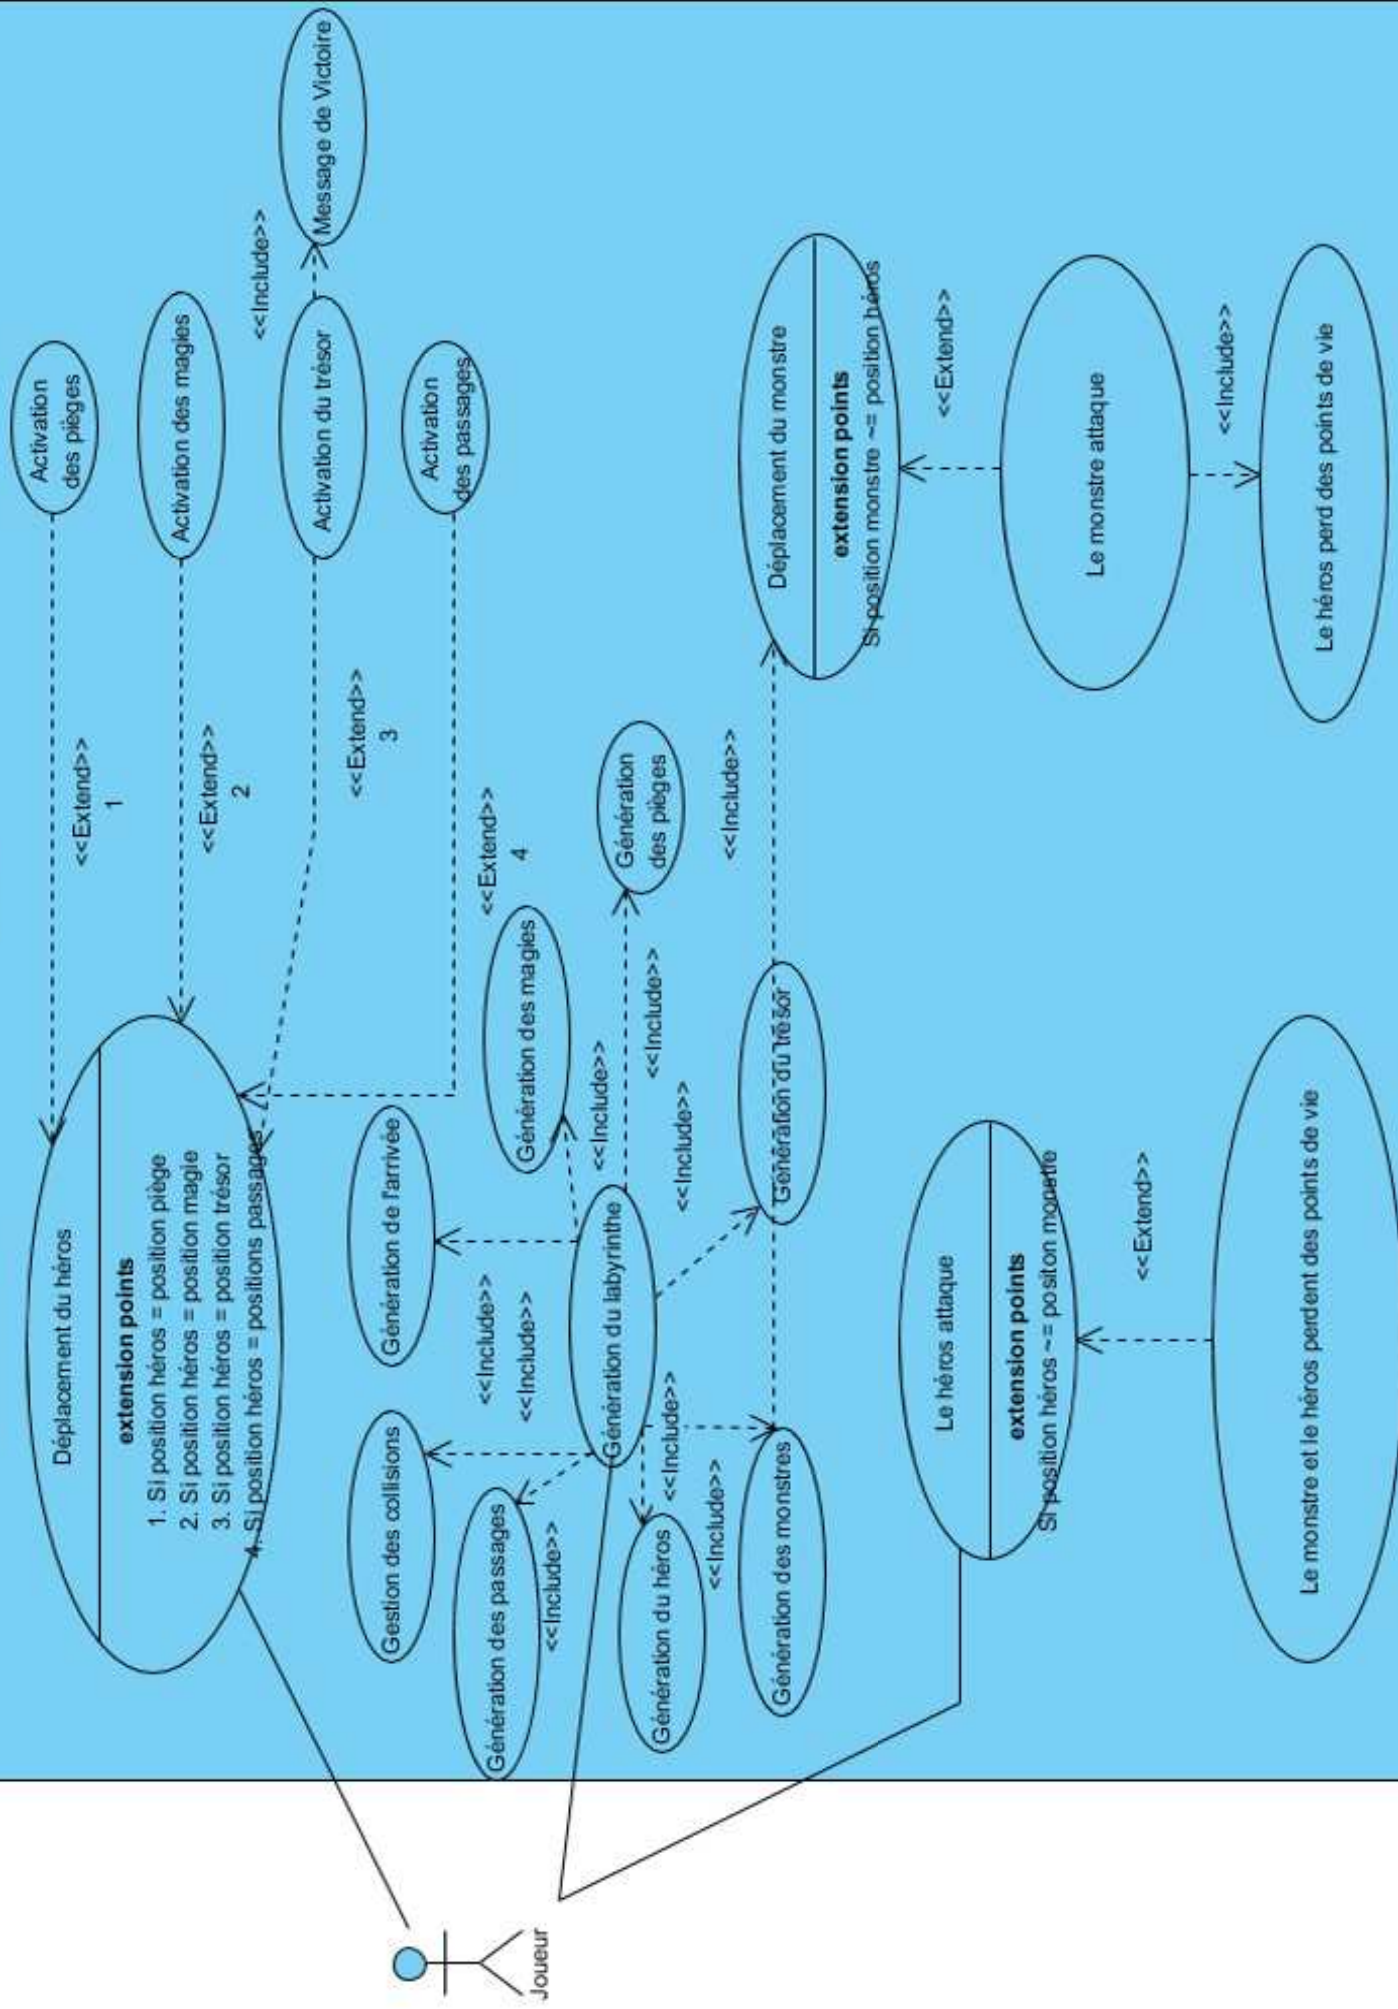 Joueur
Déplacement du héros
extension points
1. Si position héros = position piège
2. Si position héros = position magie
3. Si position héros = position trésor
4. Si position héros = positions passages
<<Extend>>
1
Activation
des pièges
<<Extend>>
2
Activation des magies
<<Extend>>
3
Activation du trésor
<<Include>>
Message de Victoire
<<Extend>>
4
Activation
des passages
Gestion des collisions
Génération de l'arrivée
<<Include>>
<<Include>>
Génération des passages
<<Include>>
Génération des magies
<<Include>>
Génération du labyrinthe
Génération des pièges
<<Include>>
Génération du héros
<<Include>>
<<Include>>
<<Include>>
Génération des monstres
Génération du trésor
<<Include>>
Déplacement du monstre
extension points
Si position monstre ~= position héros
<<Extend>>
Le monstre attaque
<<Include>>
Le héros perd des points de vie
Le héros attaque
extension points
Si position héros ~= positon monstre
<<Extend>>
Le monstre et le héros perdent des points de vie